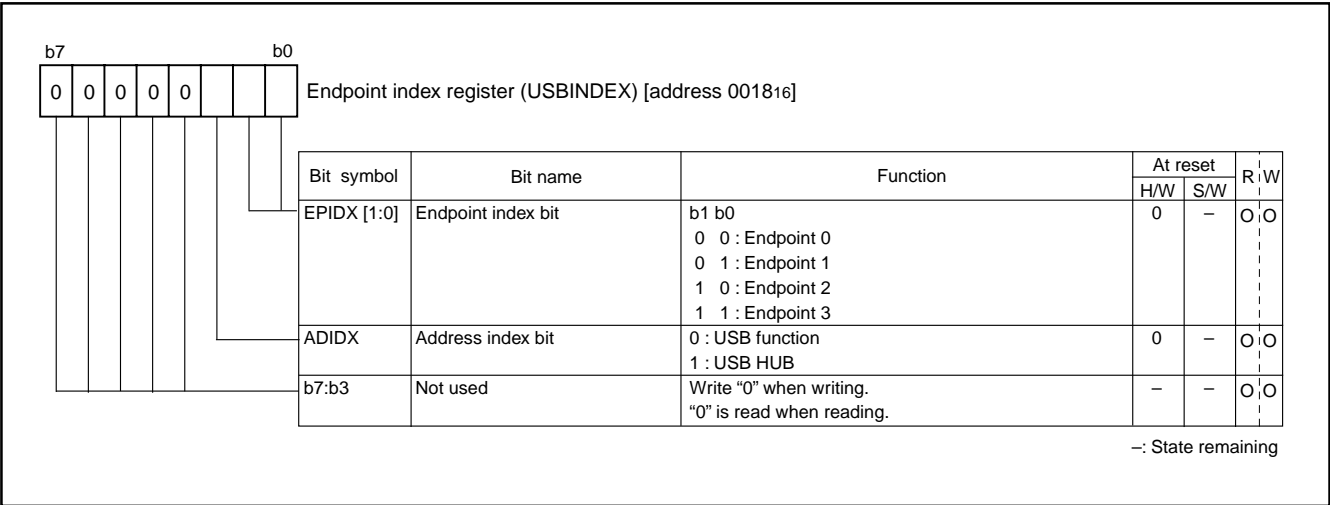 b7 b0
0 0 0 0 0 Endpoint index register (USBINDEX) [address 001816]
Bit symbol Bit name Function At reset R W
H/W S/W
EPIDX [1:0] Endpoint index bit b1 b0 0 – O O
0 0 : Endpoint 0
0 1 : Endpoint 1
1 0 : Endpoint 2
1 1 : Endpoint 3
ADIDX Address index bit 0 : USB function 0 – O O
1 : USB HUB
b7:b3 Not used Write “0” when writing. – – O O
“0” is read when reading.
–: State remaining